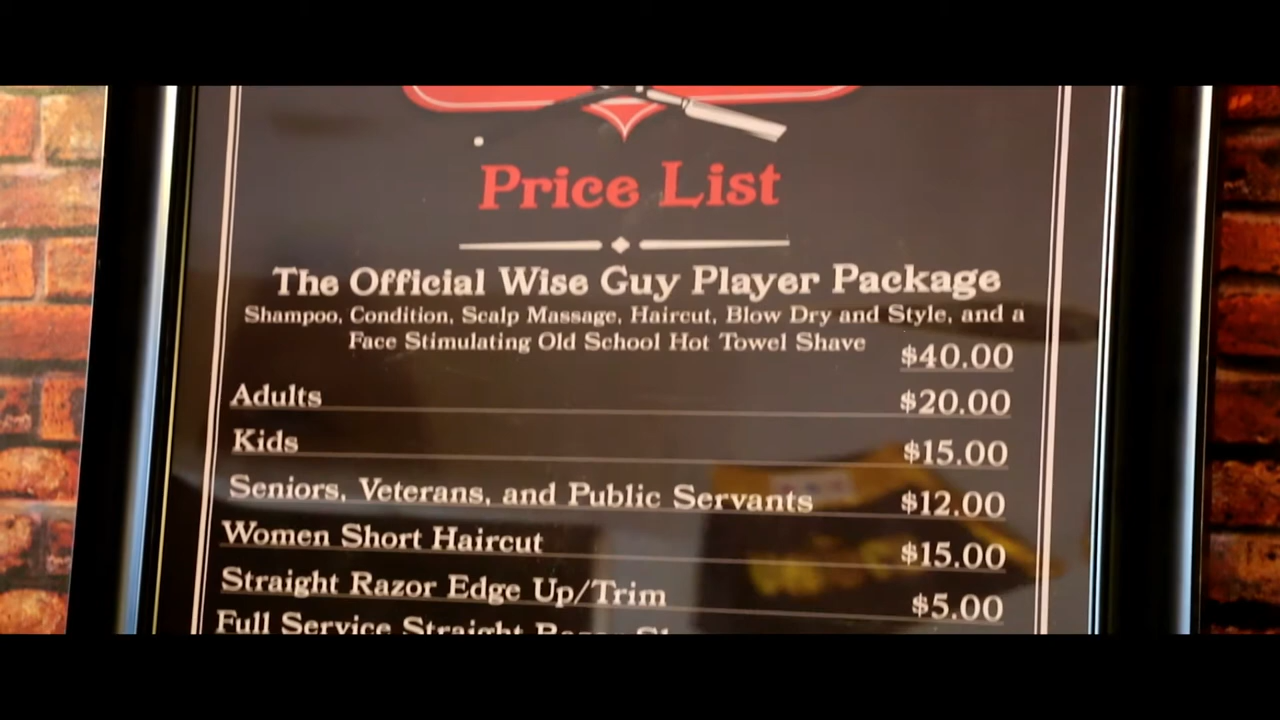 Price List
The Official Wise Guy Player Package
Shampoo, Condition, Scalp Massage, Haircut, Blow Dry and Style, and a
Face Stimulating Old School Hot Towel Shave $40.00
Adults $20.00
Kids $15.00
Seniors, Veterans, and Public Servants $12.00
Women Short Haircut $15.00
Straight Razor Edge Up/Trim $5.00
Full Service Straight